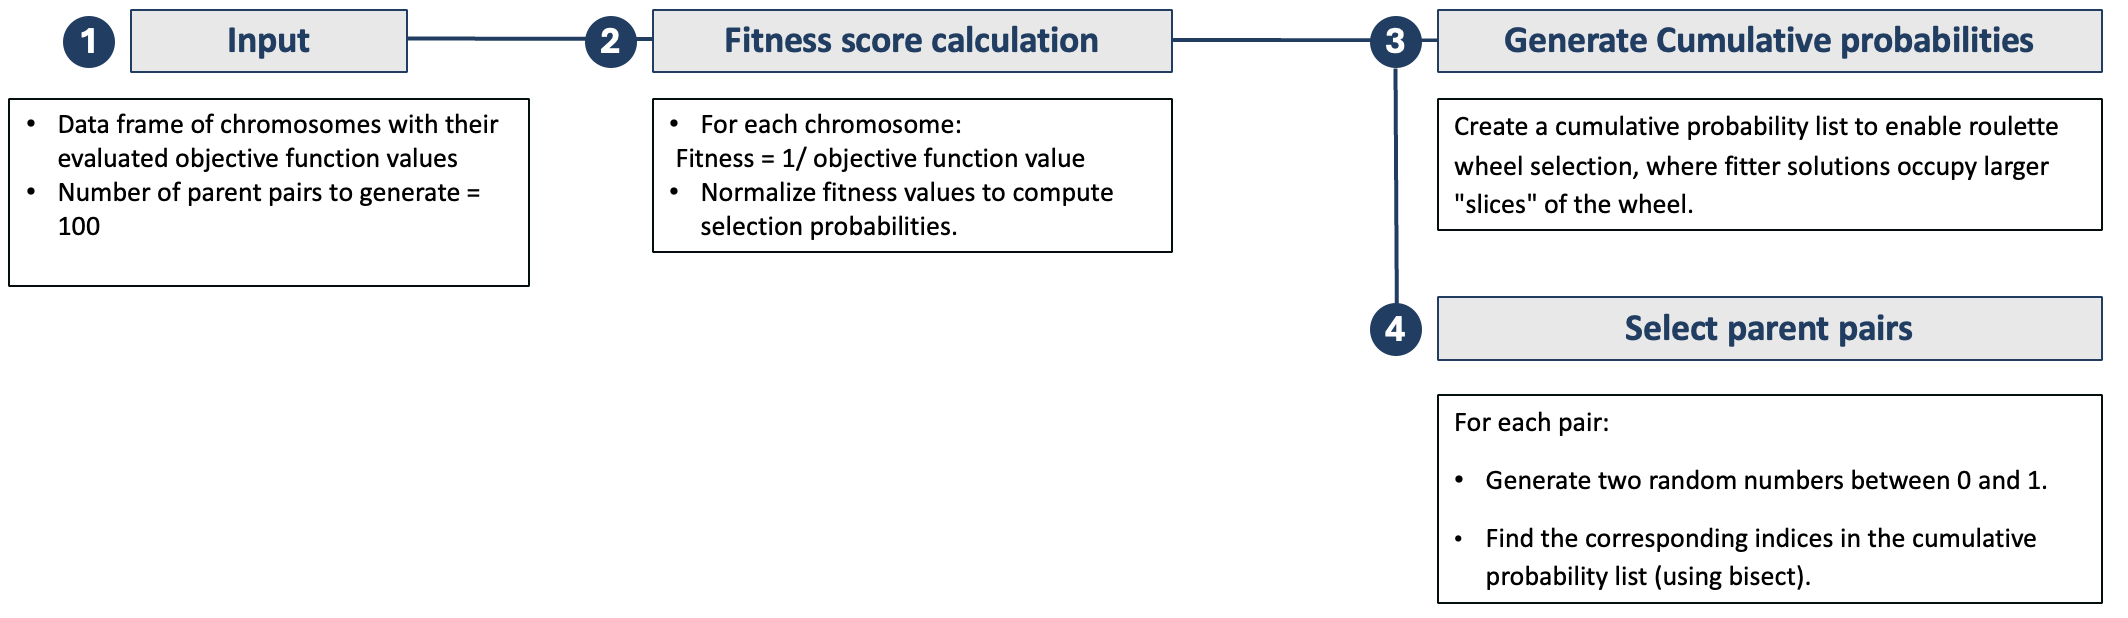 1 Input
• Data frame of chromosomes with their
evaluated objective function values
• Number of parent pairs to generate =
100
2 Fitness score calculation
• For each chromosome:
Fitness = 1/ objective function value
• Normalize fitness values to compute
selection probabilities.
3 Generate Cumulative probabilities
Create a cumulative probability list to enable roulette
wheel selection, where fitter solutions occupy larger
"slices" of the wheel.
4 Select parent pairs
For each pair:
• Generate two random numbers between 0 and 1.
• Find the corresponding indices in the cumulative
probability list (using bisect).